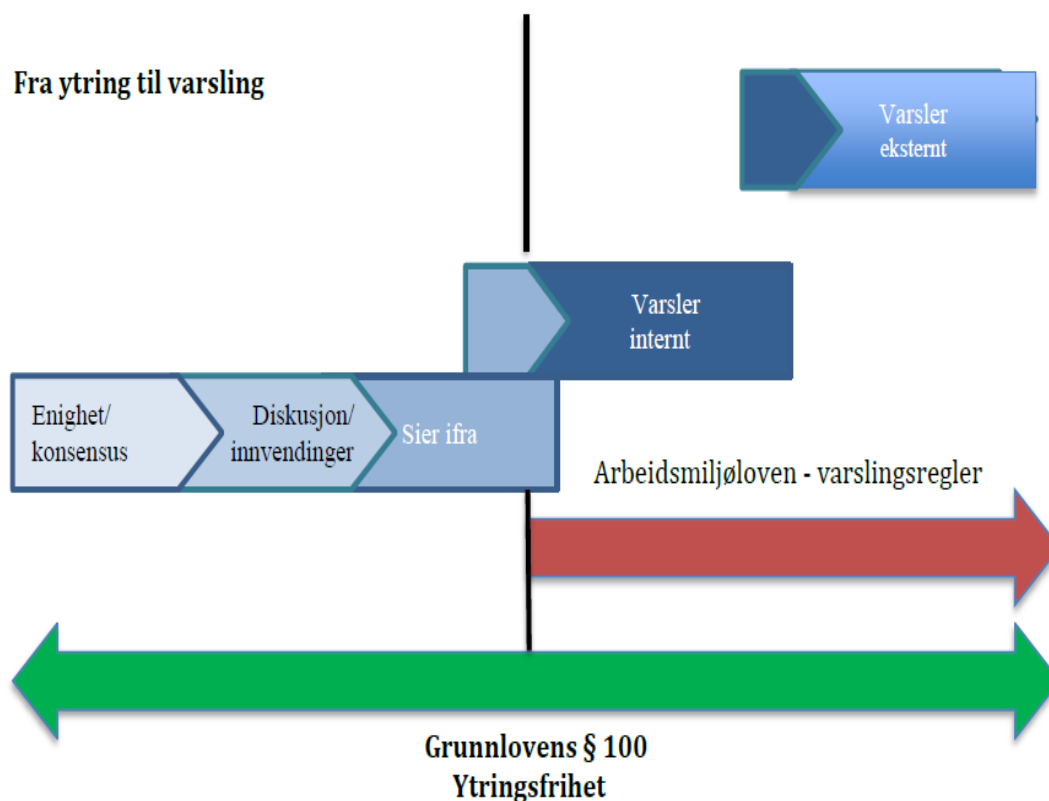 Fra ytring til varsling
Varsler
eksternt
Varsler
internt
Enighet/
konsensus
Diskusjon/
innvendinger
Sier ifra
Arbeidsmiljøloven - varslingsregler
Grunnlovens § 100
Ytringsfrihet